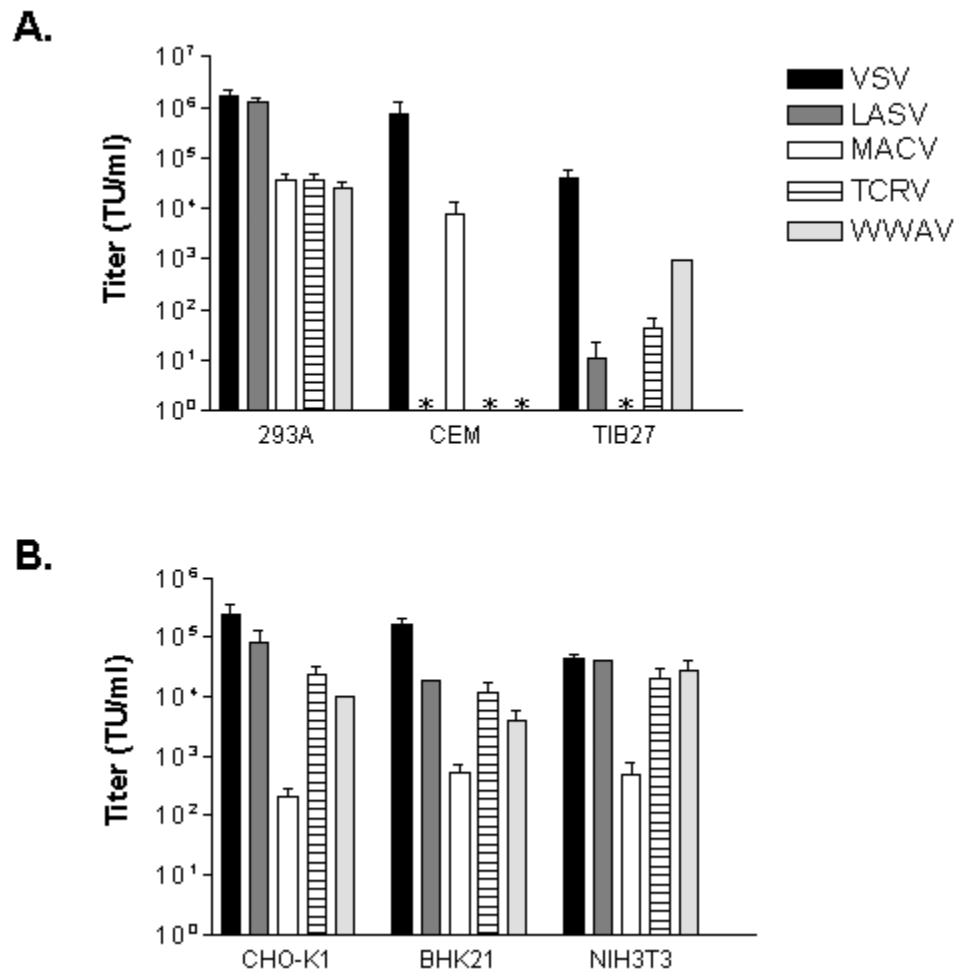 A.
Titer (TU/ml)
10⁷
10⁶
10⁵
10⁴
10³
10²
10¹
10⁰
* * * *
293A CEM TIB27
VSV
LASV
MACV
TCRV
WWAV
B.
Titer (TU/ml)
10⁶
10⁵
10⁴
10³
10²
10¹
10⁰
CHO-K1 BHK21 NIH3T3